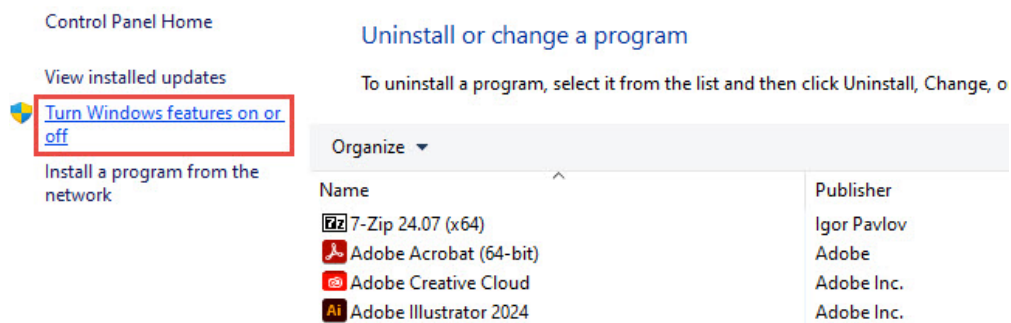 Control Panel Home
View installed updates
Turn Windows features on or
off
Install a program from the
network
Uninstall or change a program
To uninstall a program, select it from the list and then click Uninstall, Change, o
Organize
Name Publisher
7z 7-Zip 24.07 (x64) Igor Pavlov
Adobe Acrobat (64-bit) Adobe
Adobe Creative Cloud Adobe Inc.
Ai Adobe Illustrator 2024 Adobe Inc.